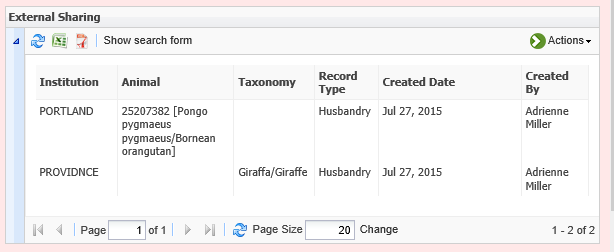 External Sharing
Show search form
Actions
Institution Animal Taxonomy Record Type Created Date Created By
PORTLAND 25207382 [Pongo pygmaeus pygmaeus/Bornean orangutan] Husbandry Jul 27, 2015 Adrienne Miller
PROVIDNCE Giraffa/Giraffe Husbandry Jul 27, 2015 Adrienne Miller
Page 1 of 1 Page Size 20 Change 1 - 2 of 2